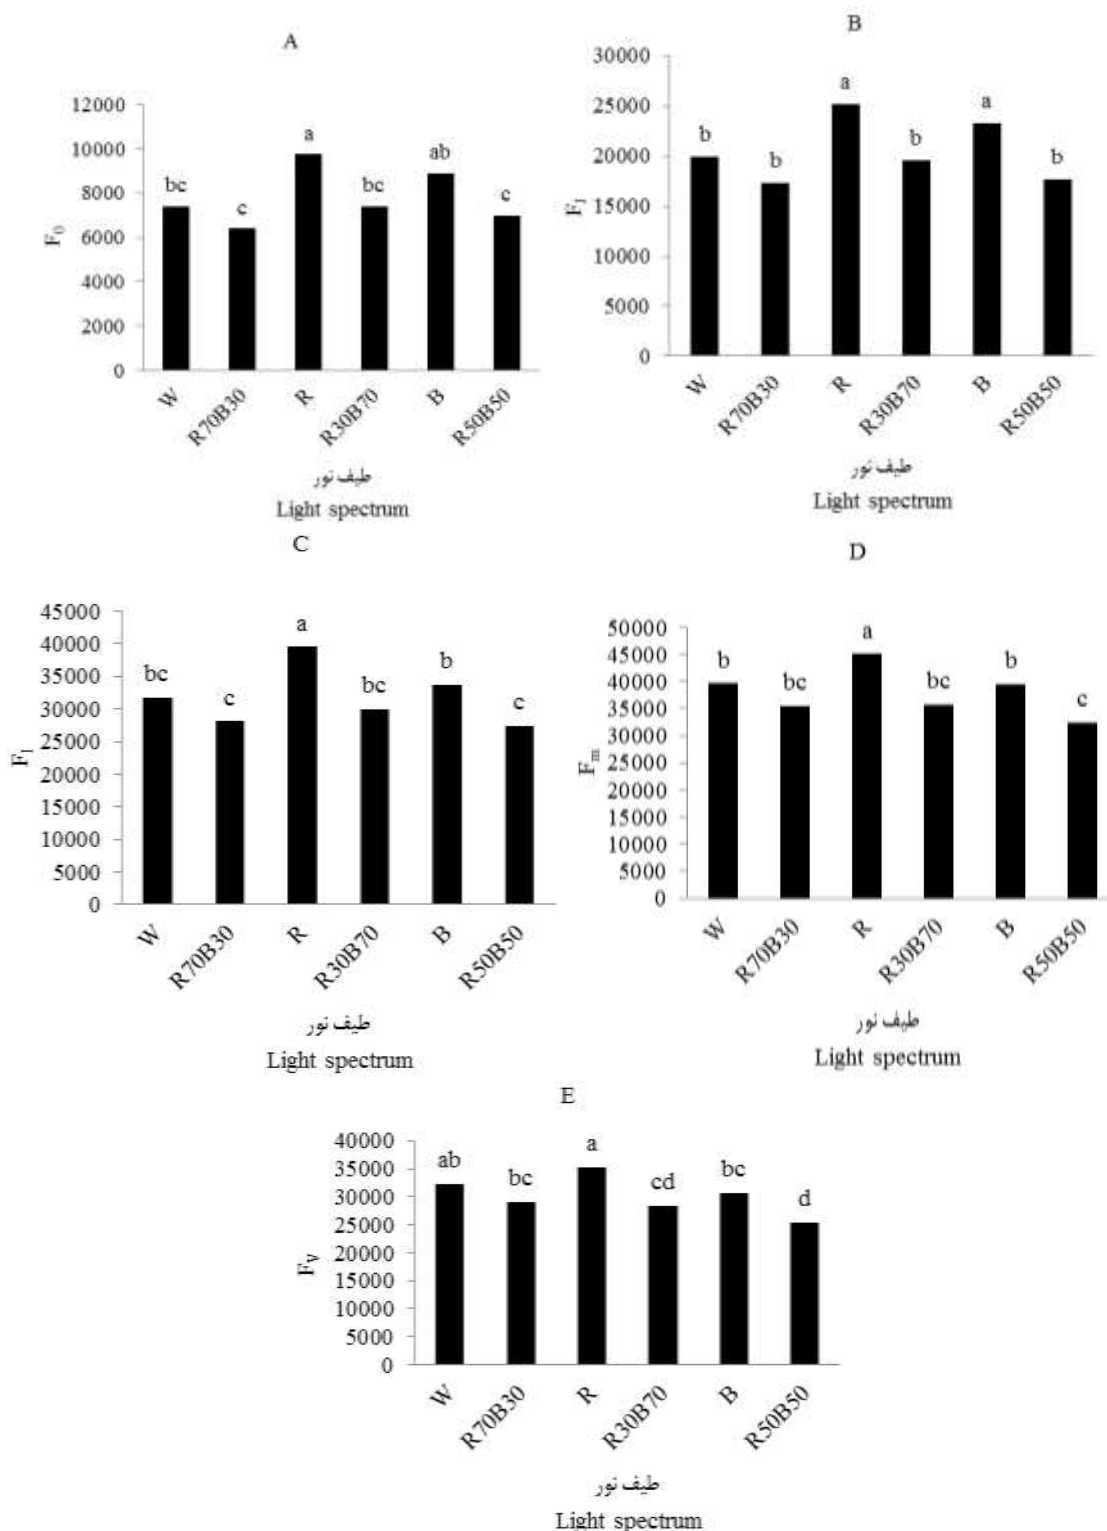 A
12000
10000
8000
6000
4000
2000
0
F0
bc
c
a
bc
ab
c
W
R70B30
R
R30B70
B
R50B50
طیف نور
Light spectrum
B
30000
25000
20000
15000
10000
5000
0
FJ
b
b
a
b
a
b
W
R70B30
R
R30B70
B
R50B50
طیف نور
Light spectrum
C
45000
40000
35000
30000
25000
20000
15000
10000
5000
0
FI
bc
c
a
bc
b
c
W
R70B30
R
R30B70
B
R50B50
طیف نور
Light spectrum
D
50000
45000
40000
35000
30000
25000
20000
15000
10000
5000
0
Fm
b
bc
a
bc
b
c
W
R70B30
R
R30B70
B
R50B50
طیف نور
Light spectrum
E
40000
35000
30000
25000
20000
15000
10000
5000
0
FV
ab
bc
a
cd
bc
d
W
R70B30
R
R30B70
B
R50B50
طیف نور
Light spectrum